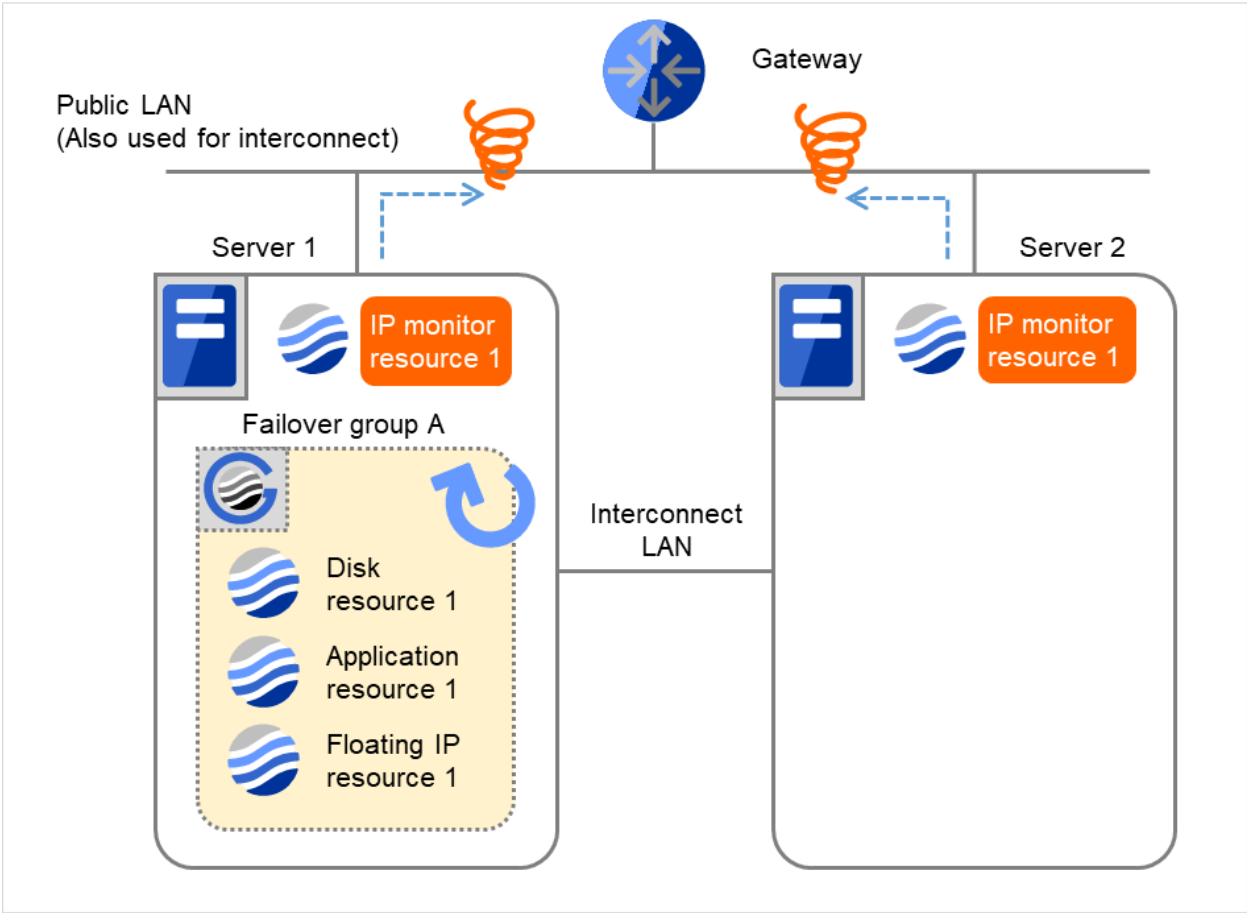 Gateway
Public LAN
(Also used for interconnect)
Server 1
Server 2
IP monitor
resource 1
IP monitor
resource 1
Failover group A
Interconnect
LAN
Disk
resource 1
Application
resource 1
Floating IP
resource 1